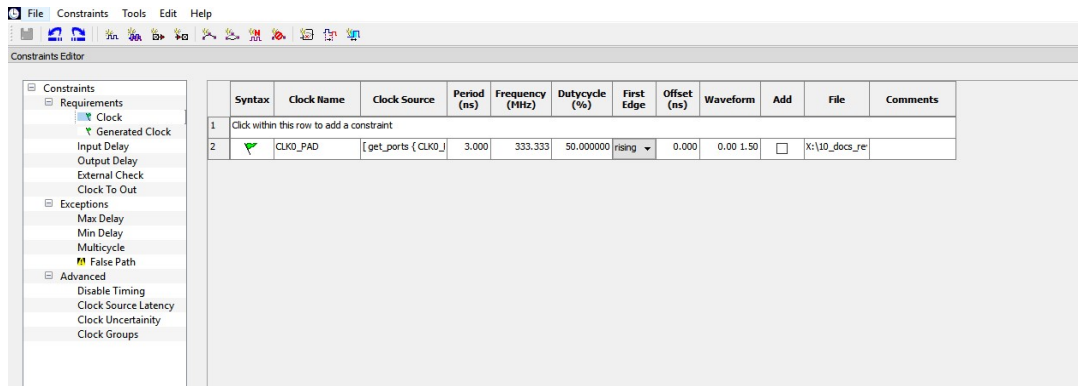 File Constraints Tools Edit Help
Constraints Editor
Constraints
Requirements
Clock
Generated Clock
Input Delay
Output Delay
External Check
Clock To Out
Exceptions
Max Delay
Min Delay
Multicycle
False Path
Advanced
Disable Timing
Clock Source Latency
Clock Uncertainity
Clock Groups
Syntax Clock Name Clock Source Period (ns) Frequency (MHz) Dutycycle (%) First Edge Offset (ns) Waveform Add File Comments
1 Click within this row to add a constraint
2 CLK0_PAD [ get_ports { CLK0_ 3.000 333.333 50.000000 rising 0.000 0.00 1.50 X:\10_docs_re